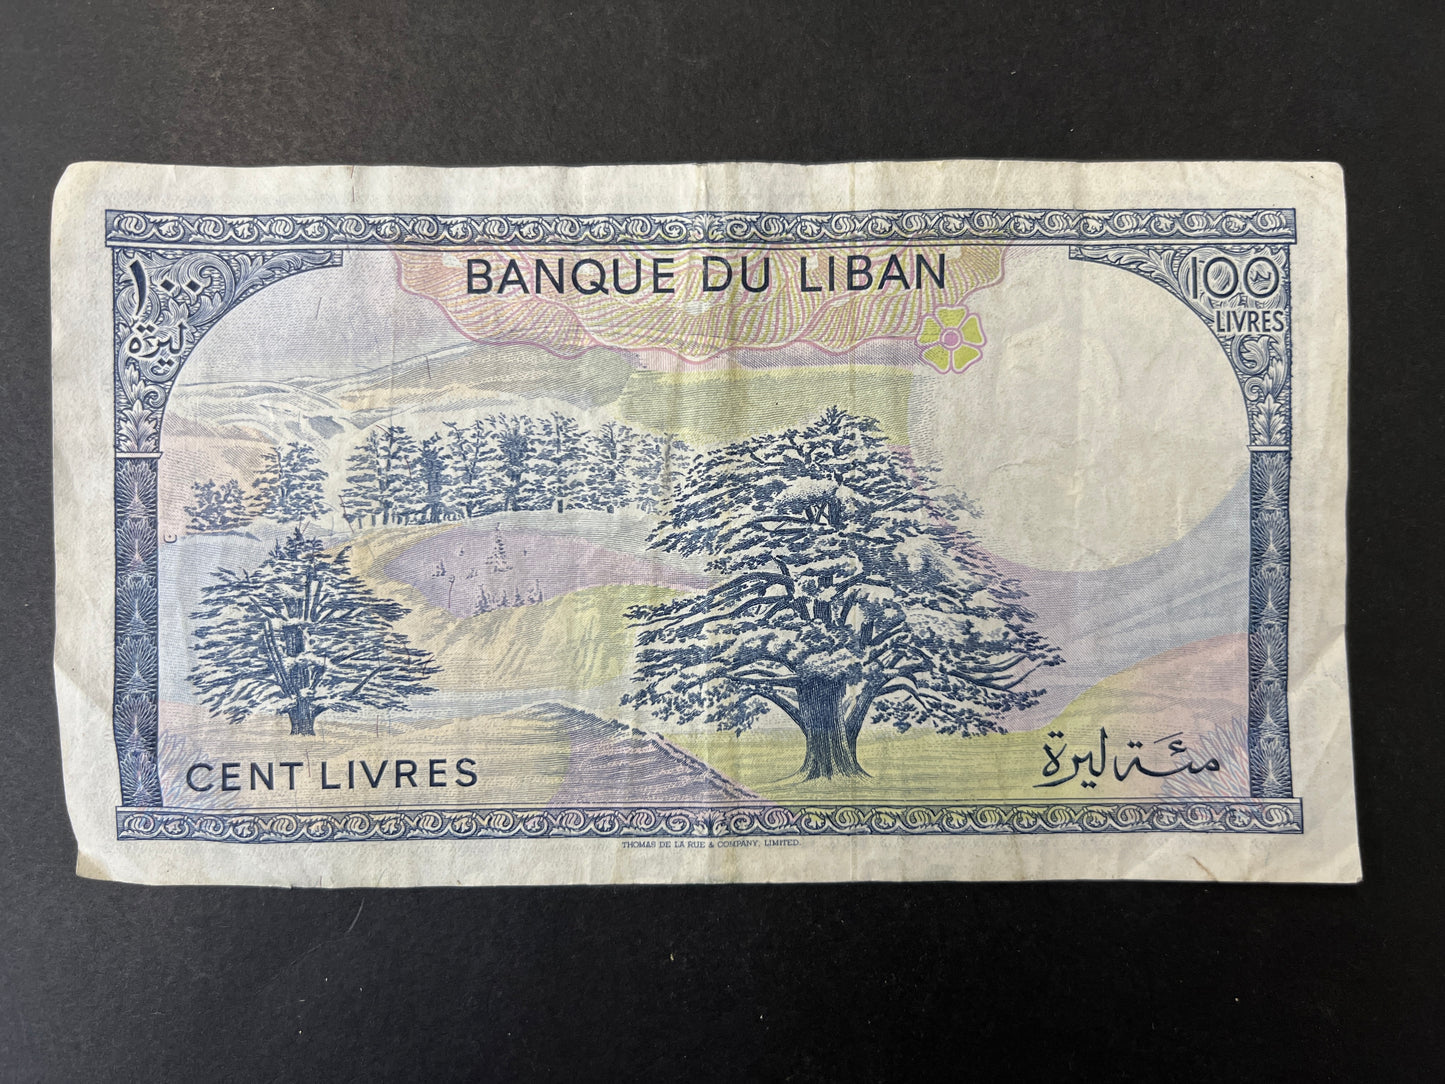 BANQUE DU LIBAN
١٠٠
ليرة
100
LIVRES
CENT LIVRES
مئة ليرة
THOMAS DE LA RUE & COMPANY, LIMITED.